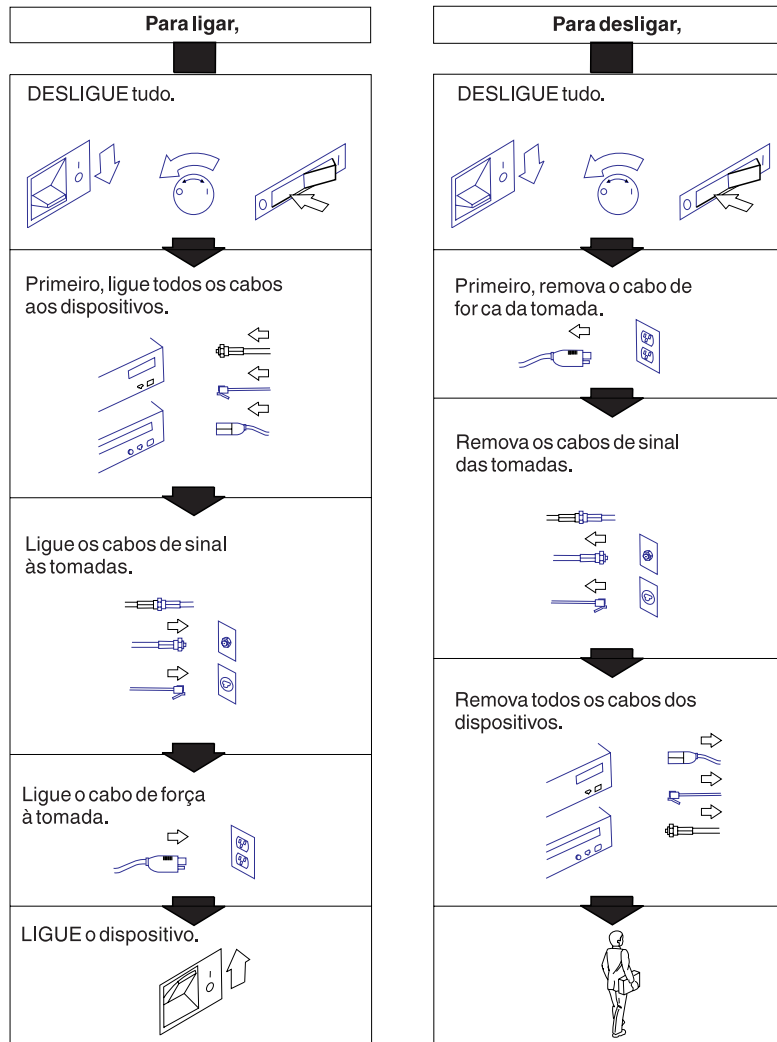 Para ligar,
DESLIGUE tudo.
Primeiro, ligue todos os cabos
aos dispositivos.
Ligue os cabos de sinal
às tomadas.
Ligue o cabo de força
à tomada.
LIGUE o dispositivo.
Para desligar,
DESLIGUE tudo.
Primeiro, remova o cabo de
for ca da tomada.
Remova os cabos de sinal
das tomadas.
Remova todos os cabos dos
dispositivos.